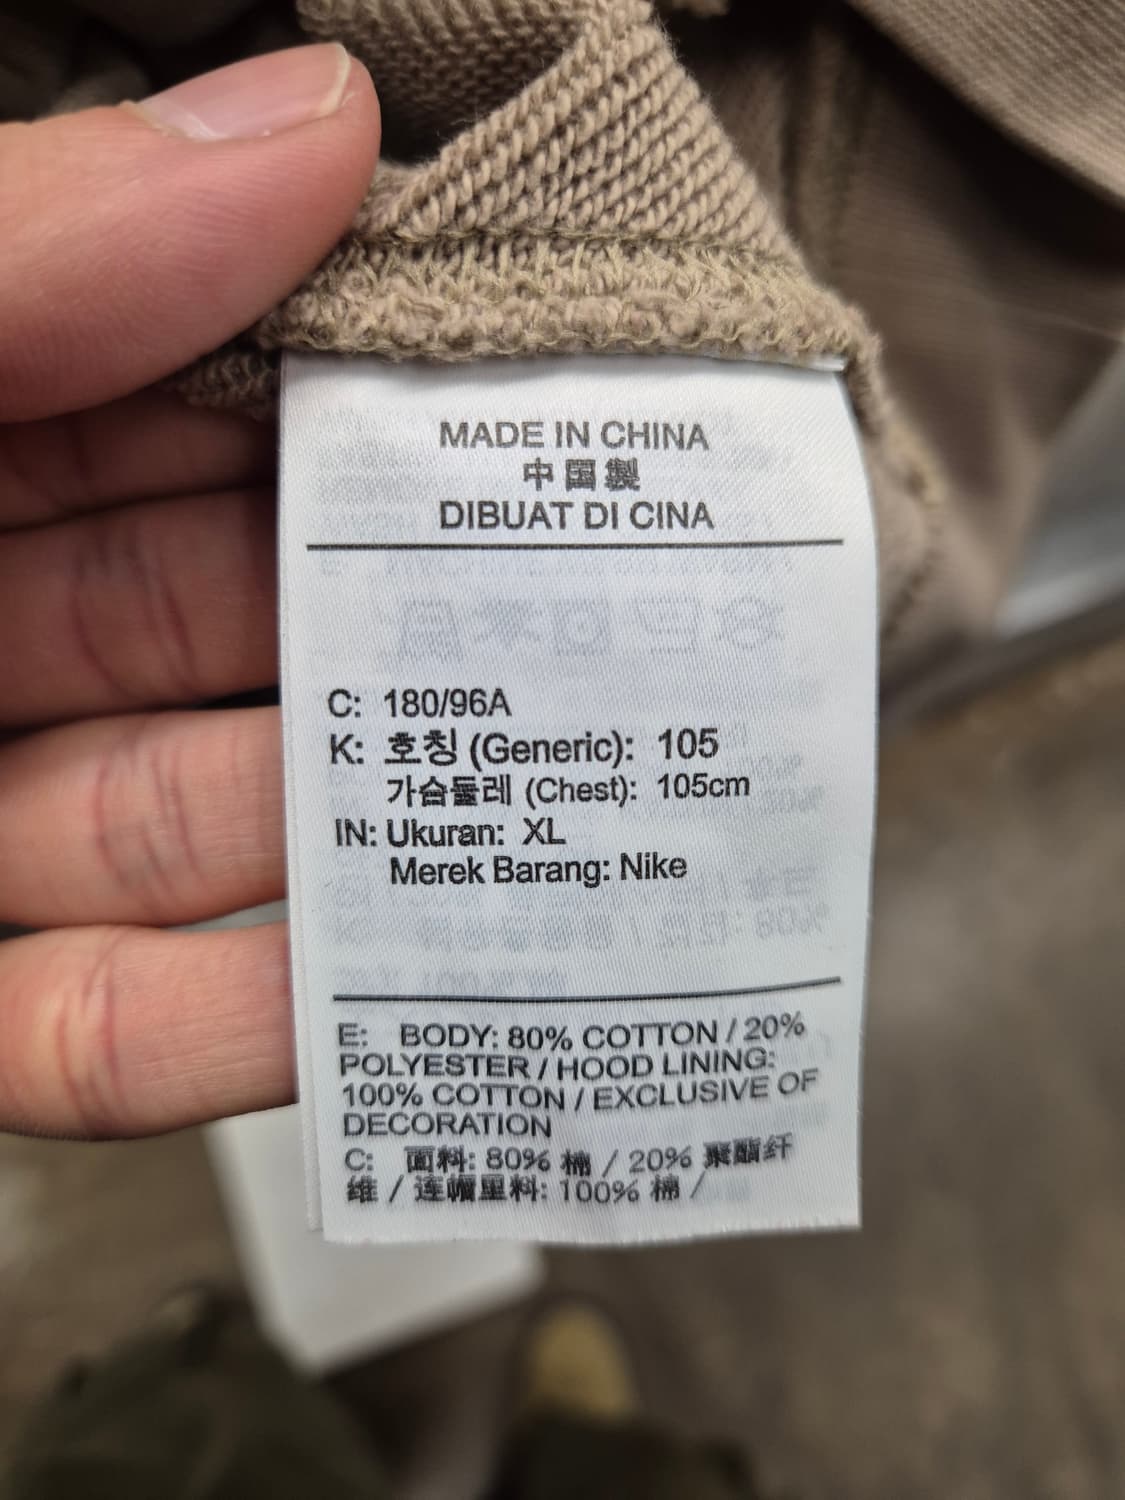 MADE IN CHINA
中国製
DIBUAT DI CINA
C: 180/96A
K: 호칭 (Generic): 105
가슴둘레 (Chest): 105cm
IN: Ukuran: XL
Merek Barang: Nike
E: BODY: 80% COTTON / 20%
POLYESTER / HOOD LINING:
100% COTTON / EXCLUSIVE OF
DECORATION
C: 面料: 80% 棉 / 20% 聚酯纤
维 / 连帽里料: 100% 棉 /